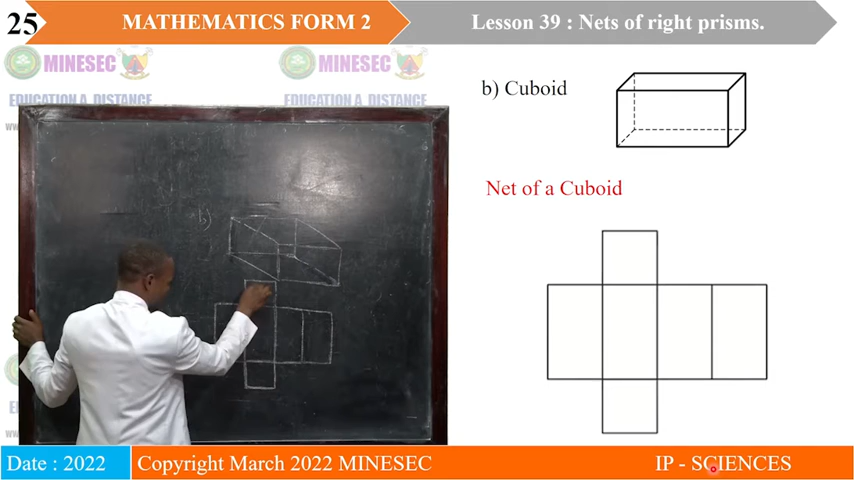 25
MATHEMATICS FORM 2
Lesson 39 : Nets of right prisms.
MINESEC
MINESEC
EDUCATION A DISTANCE
EDUCATION A DISTANCE
b) Cuboid
Net of a Cuboid
b)
Date : 2022
Copyright March 2022 MINESEC
IP - SCIENCES